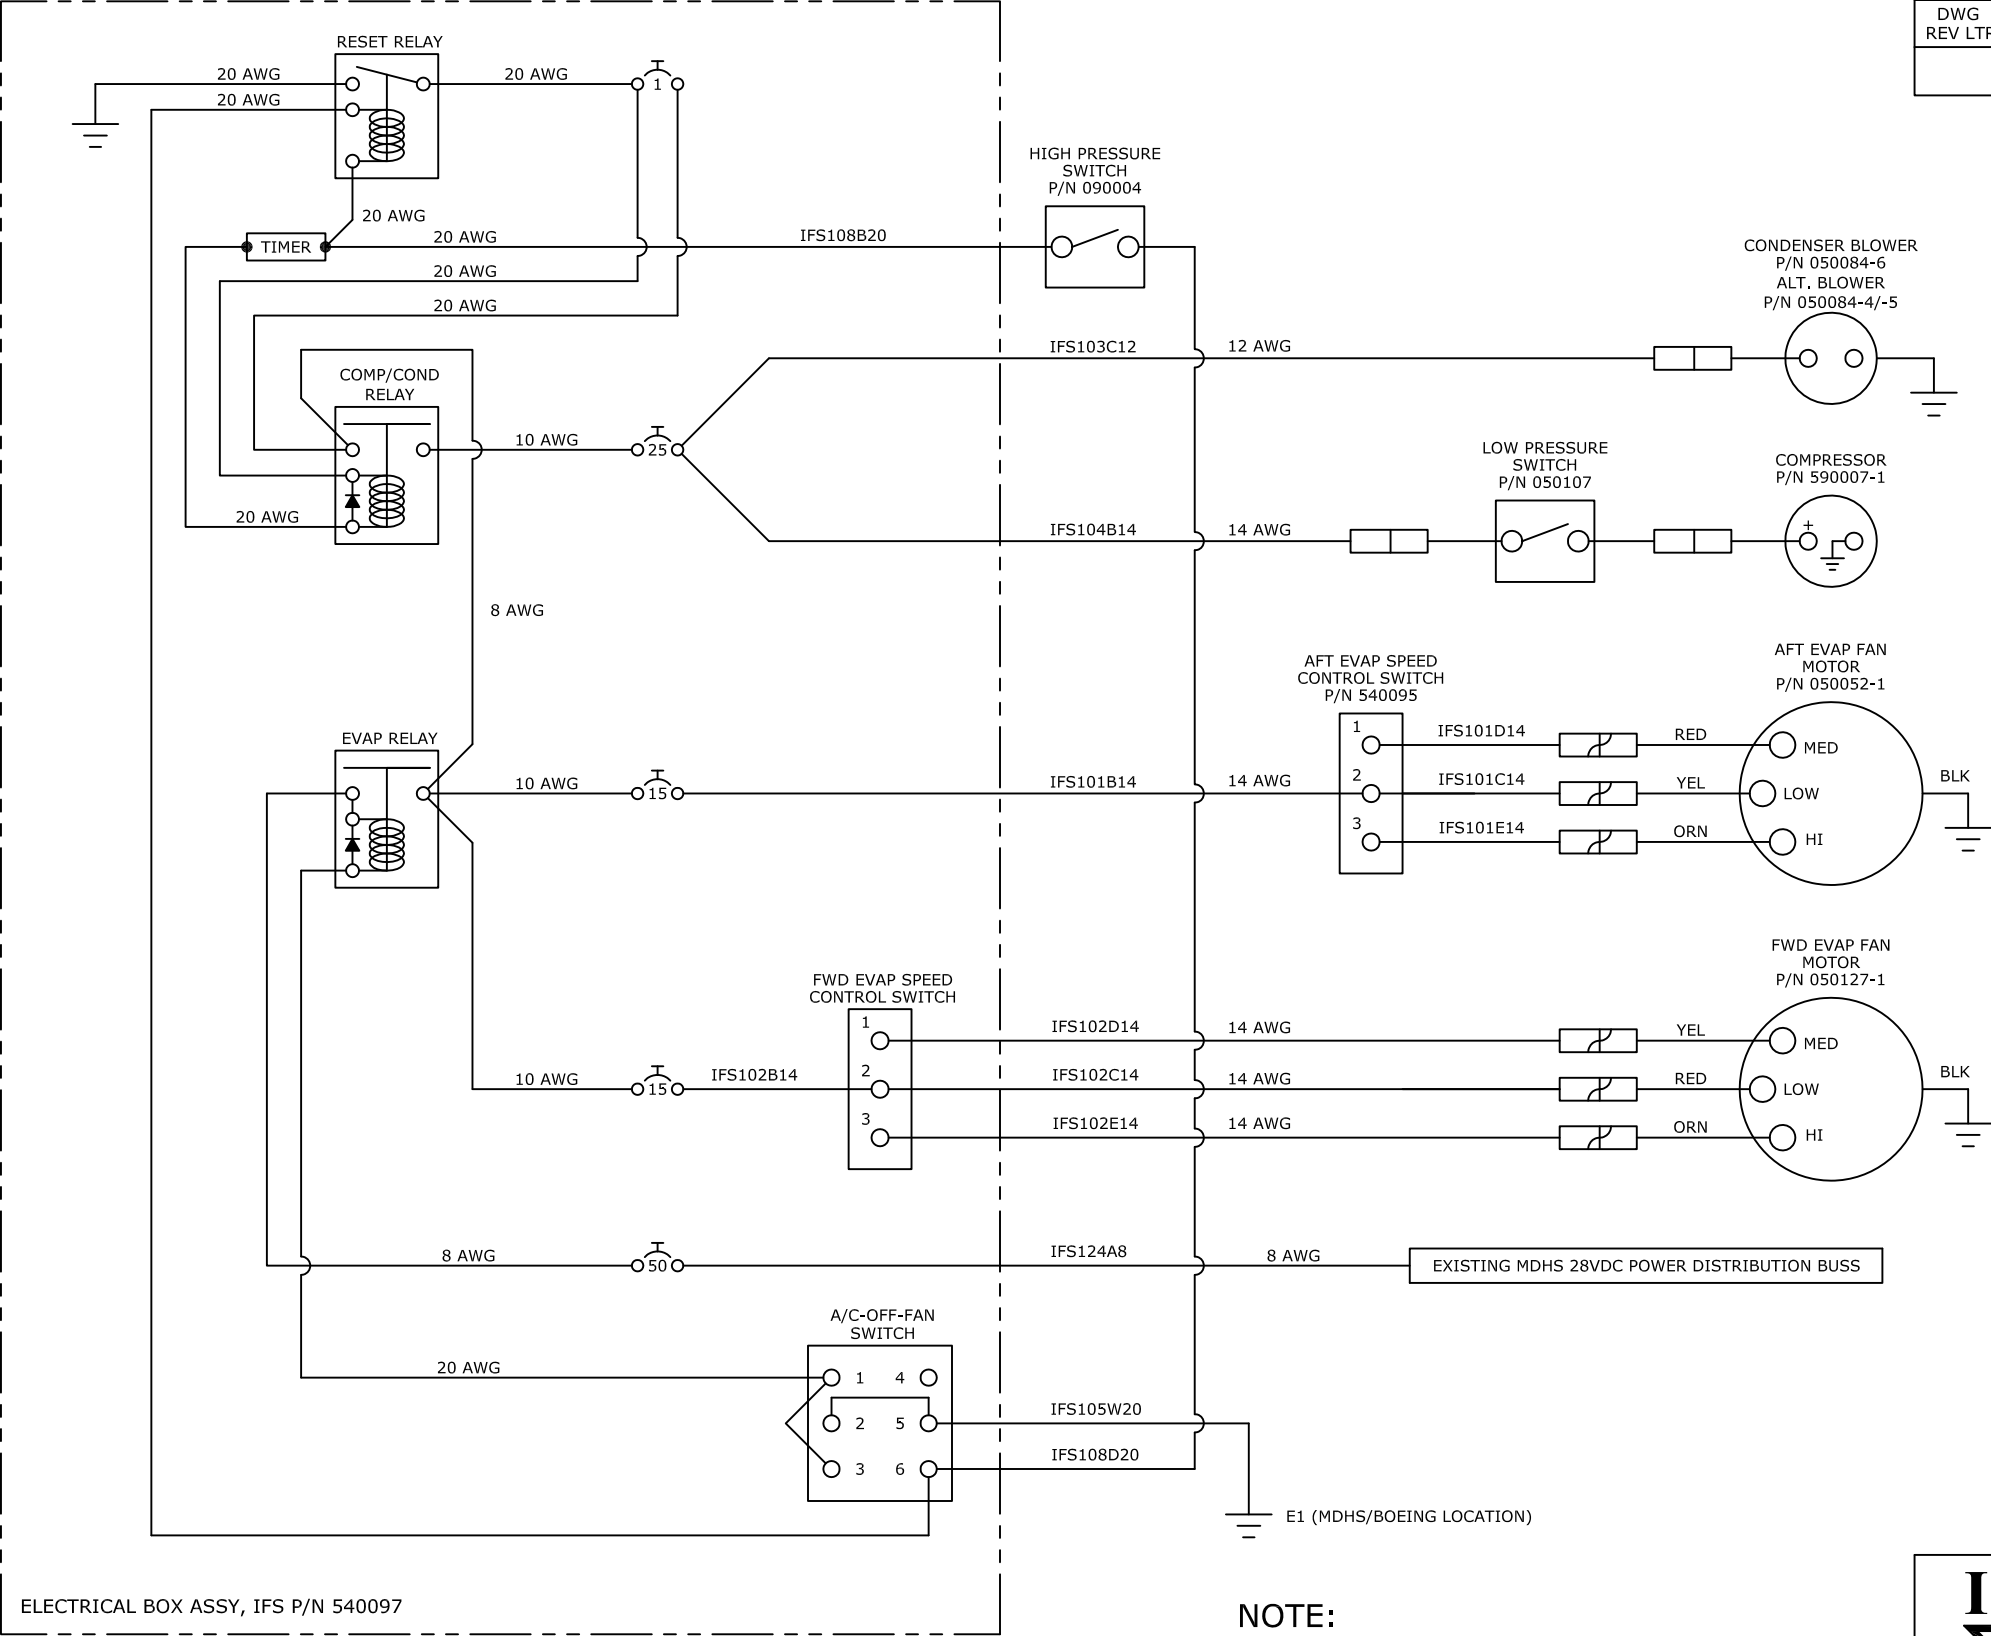 DWG
REV LTR
RESET RELAY
20 AWG
20 AWG
20 AWG
1
HIGH PRESSURE
SWITCH
P/N 090004
20 AWG
TIMER
20 AWG
IFS108B20
20 AWG
20 AWG
CONDENSER BLOWER
P/N 050084-6
ALT. BLOWER
P/N 050084-4/-5
IFS103C12
12 AWG
COMP/COND
RELAY
10 AWG
25
20 AWG
LOW PRESSURE
SWITCH
P/N 050107
COMPRESSOR
P/N 590007-1
+
IFS104B14
14 AWG
8 AWG
AFT EVAP SPEED
CONTROL SWITCH
P/N 540095
AFT EVAP FAN
MOTOR
P/N 050052-1
EVAP RELAY
10 AWG
15
IFS101B14
14 AWG
1
2
3
IFS101D14
IFS101C14
IFS101E14
RED
YEL
ORN
MED
LOW
HI
BLK
FWD EVAP SPEED
CONTROL SWITCH
FWD EVAP FAN
MOTOR
P/N 050127-1
10 AWG
15
IFS102B14
1
2
3
IFS102D14
14 AWG
IFS102C14
14 AWG
IFS102E14
14 AWG
YEL
RED
ORN
MED
LOW
HI
BLK
8 AWG
50
IFS124A8
8 AWG
EXISTING MDHS 28VDC POWER DISTRIBUTION BUSS
A/C-OFF-FAN
SWITCH
20 AWG
1 4
2 5
3 6
IFS105W20
IFS108D20
E1 (MDHS/BOEING LOCATION)
ELECTRICAL BOX ASSY, IFS P/N 540097
NOTE:
I